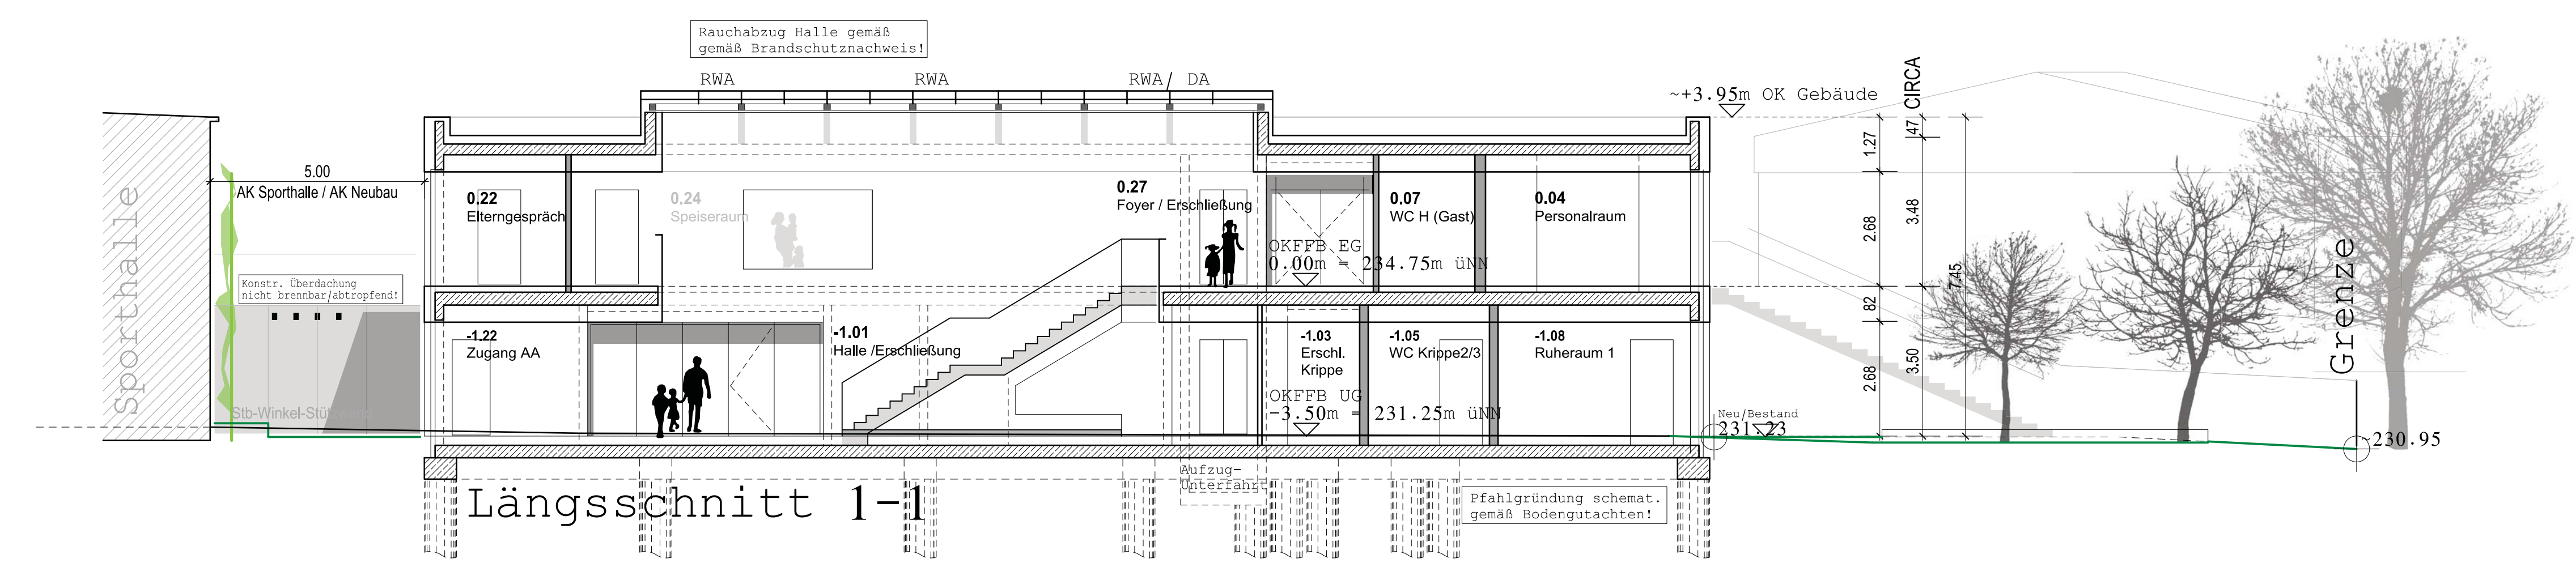 Rauchabzug Halle gemäß
gemäß Brandschutznachweis!
RWA
RWA
RWA/ DA
~+3.95m OK Gebäude
47 CIRCA
1.27
5.00
AK Sporthalle / AK Neubau
Sporthalle
0.22
Elterngespräch
0.24
Speiseraum
0.27
Foyer / Erschließung
0.07
WC H (Gast)
0.04
Personalraum
3.48
2.68
OKFFB EG
0.00m = 234.75m üNN
Konstr. Überdachung
nicht brennbar/abtropfend!
7.45
82
Grenze
-1.22
Zugang AA
-1.01
Halle /Erschließung
-1.03
Erschl.
Krippe
-1.05
WC Krippe2/3
-1.08
Ruheraum 1
3.50
2.68
OKFFB UG
-3.50m = 231.25m üNN
Stb-Winkel-Stützwand
Neu/Bestand
231.23
~230.95
Aufzug-
Unterfahrt
Längsschnitt 1-1
Pfahlgründung schemat.
gemäß Bodengutachten!